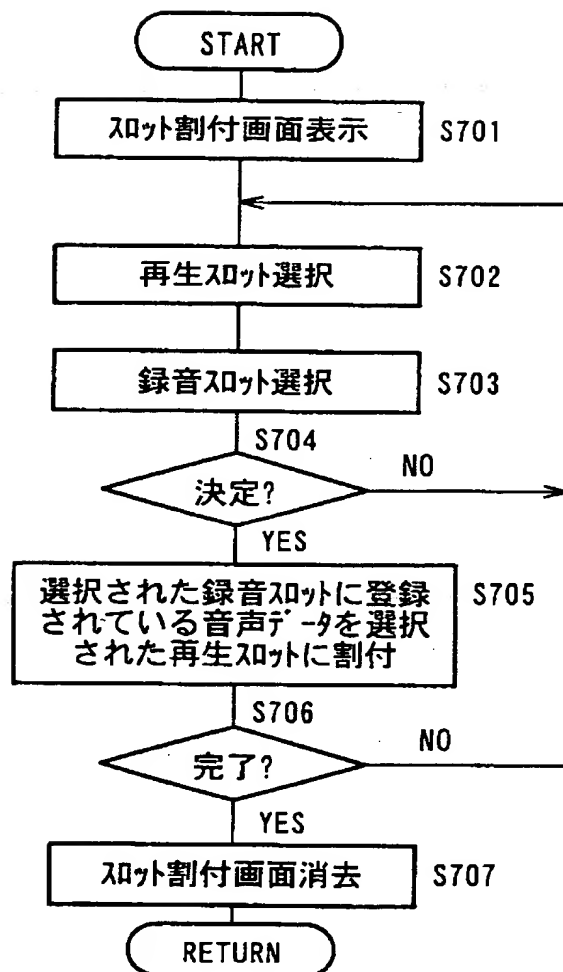 START
スロット割付画面表示 S701
再生スロット選択 S702
録音スロット選択 S703
S704
決定? NO
YES
選択された録音スロットに登録 S705
されている音声データを選択
された再生スロットに割付
S706
完了? NO
YES
スロット割付画面消去 S707
RETURN